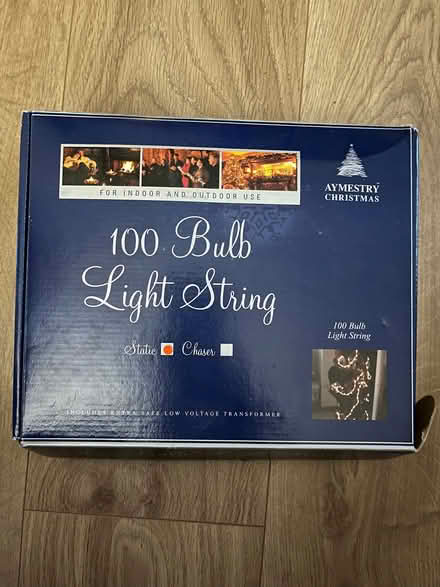 FOR INDOOR AND OUTDOOR USE
AYMESTRY
CHRISTMAS
100 Bulb
Light String
Static Chaser
100 Bulb
Light String
INCLUDES EXTRA SAFE LOW VOLTAGE TRANSFORMER